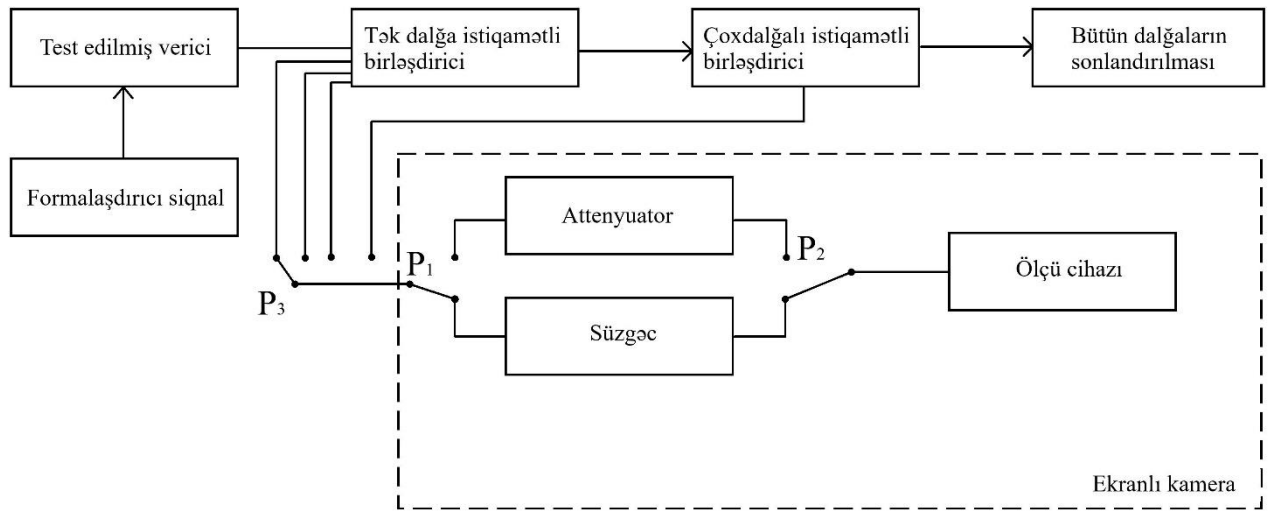 Test edilmiş verici
Tək dalğa istiqamətli
birləşdirici
Çoxdalğalı istiqamətli
birləşdirici
Bütün dalğaların
sonlandırılması
Formalaşdırıcı siqnal
Attenyuator
P₁
P₂
P₃
Ölçü cihazı
Süzgəc
Ekranlı kamera